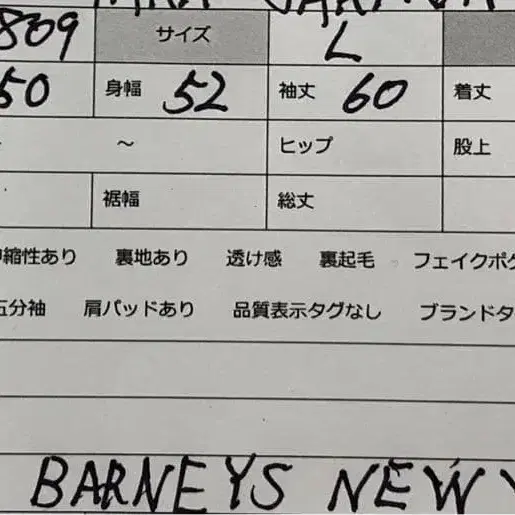 809 サイズ L
50 身幅 52 袖丈 60 着丈
～ ヒップ 股上
裾幅 総丈
縮性あり 裏地あり 透け感 裏起毛 フェイクポケ
五分袖 肩パッドあり 品質表示タグなし ブランドタ
BARNEYS NEW Y